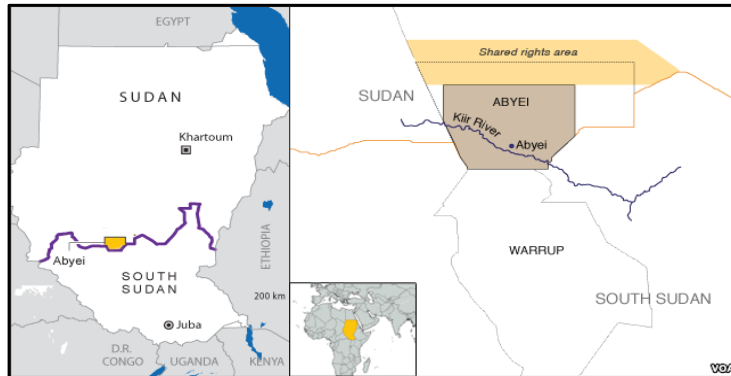 EGYPT
SUDAN
Khartoum
Abyei
SOUTH
SUDAN
ETHIOPIA
200 km
Juba
D.R.
CONGO
UGANDA
KENYA
Shared rights area
SUDAN
ABYEI
Kiir River
Abyei
WARRUP
SOUTH SUDAN
VOA